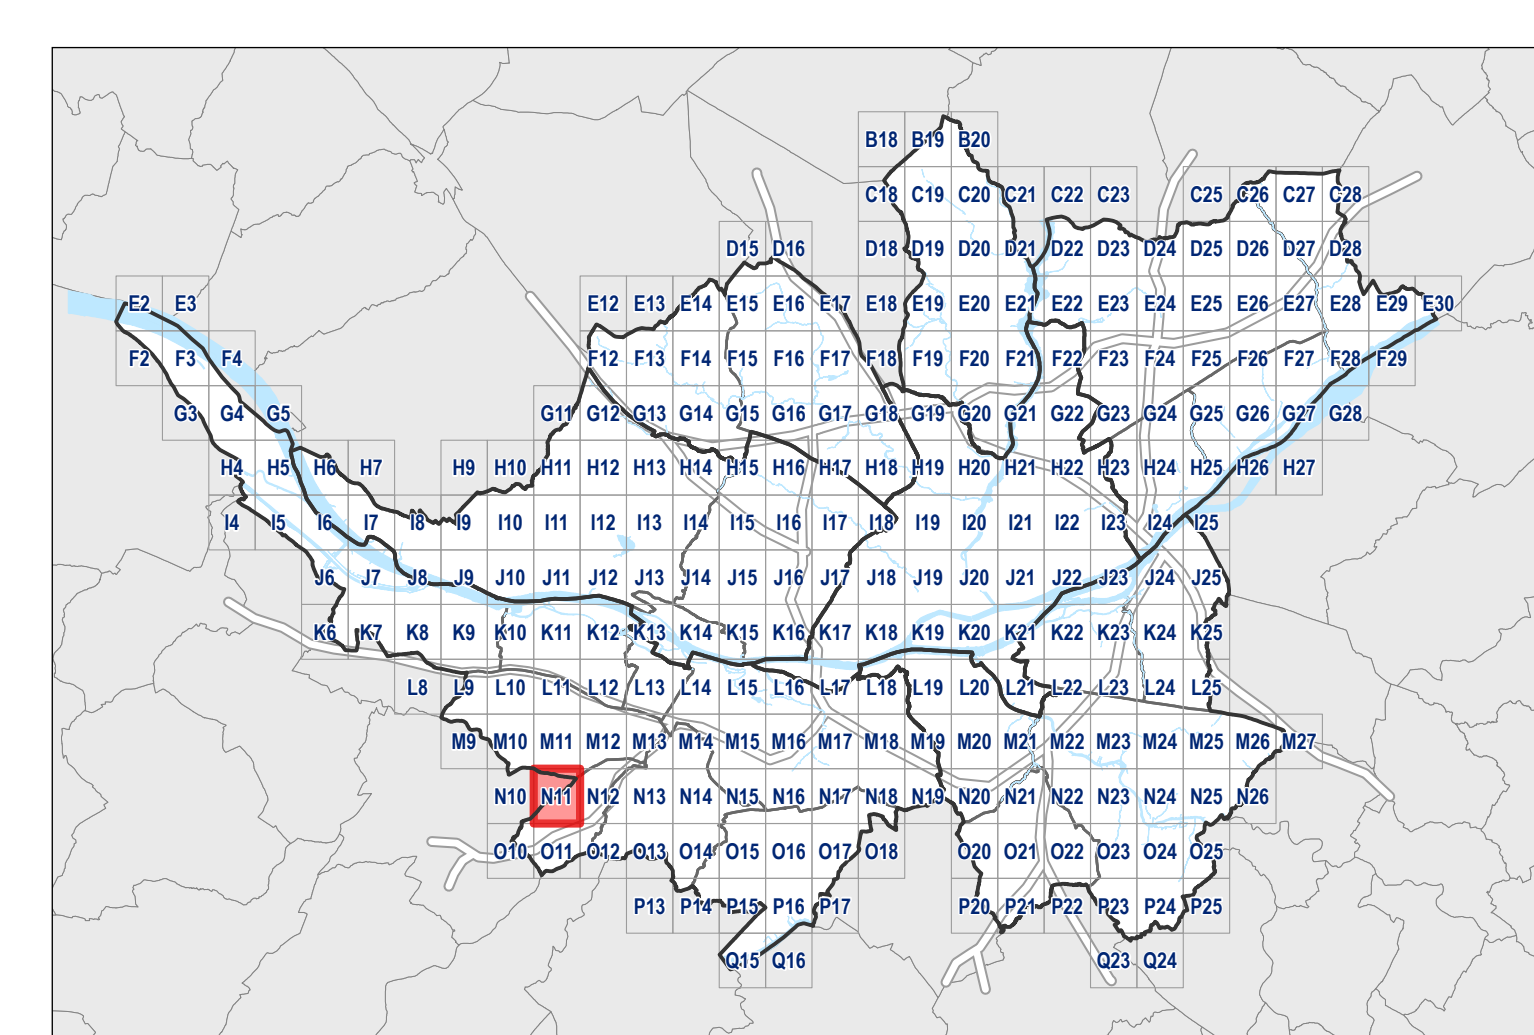 B18 B19 B20
C18 C19 C20 C21 C22 C23 C25 C26 C27 C28
D15 D16 D18 D19 D20 D21 D22 D23 D24 D25 D26 D27 D28
E2 E3 E12 E13 E14 E15 E16 E17 E18 E19 E20 E21 E22 E23 E24 E25 E26 E27 E28 E29 E30
F2 F3 F4 F12 F13 F14 F15 F16 F17 F18 F19 F20 F21 F22 F23 F24 F25 F26 F27 F28 F29
G3 G4 G5 G11 G12 G13 G14 G15 G16 G17 G18 G19 G20 G21 G22 G23 G24 G25 G26 G27 G28
H4 H5 H6 H7 H9 H10 H11 H12 H13 H14 H15 H16 H17 H18 H19 H20 H21 H22 H23 H24 H25 H26 H27
I4 I5 I6 I7 I8 I9 I10 I11 I12 I13 I14 I15 I16 I17 I18 I19 I20 I21 I22 I23 I24 I25
J6 J7 J8 J9 J10 J11 J12 J13 J14 J15 J16 J17 J18 J19 J20 J21 J22 J23 J24 J25
K6 K7 K8 K9 K10 K11 K12 K13 K14 K15 K16 K17 K18 K19 K20 K21 K22 K23 K24 K25
L8 L9 L10 L11 L12 L13 L14 L15 L16 L17 L18 L19 L20 L21 L22 L23 L24 L25
M9 M10 M11 M12 M13 M14 M15 M16 M17 M18 M19 M20 M21 M22 M23 M24 M25 M26 M27
N10 N11 N12 N13 N14 N15 N16 N17 N18 N19 N20 N21 N22 N23 N24 N25 N26
O10 O11 O12 O13 O14 O15 O16 O17 O18 O20 O21 O22 O23 O24 O25
P13 P14 P15 P16 P17 P20 P21 P22 P23 P24 P25
Q15 Q16 Q23 Q24